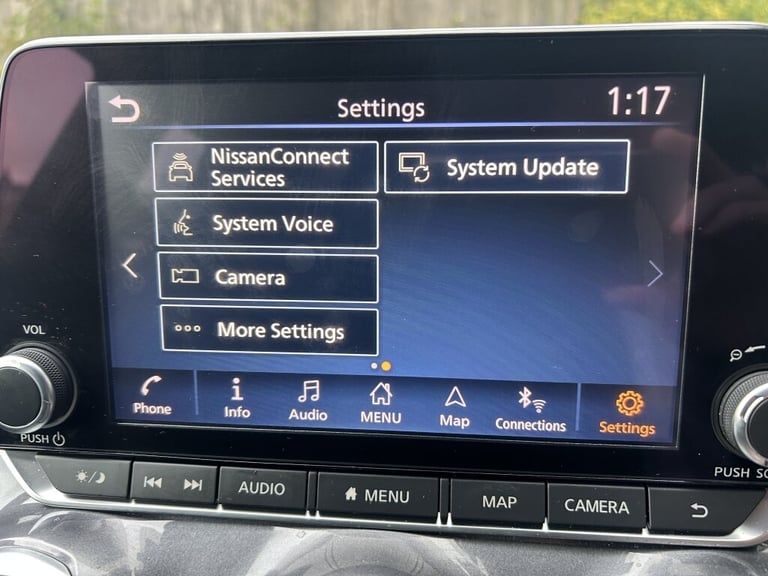 Settings
1:17
NissanConnect
Services
System Update
System Voice
Camera
More Settings
Phone
Info
Audio
MENU
Map
Connections
Settings
VOL
PUSH
AUDIO
MENU
MAP
CAMERA
PUSH